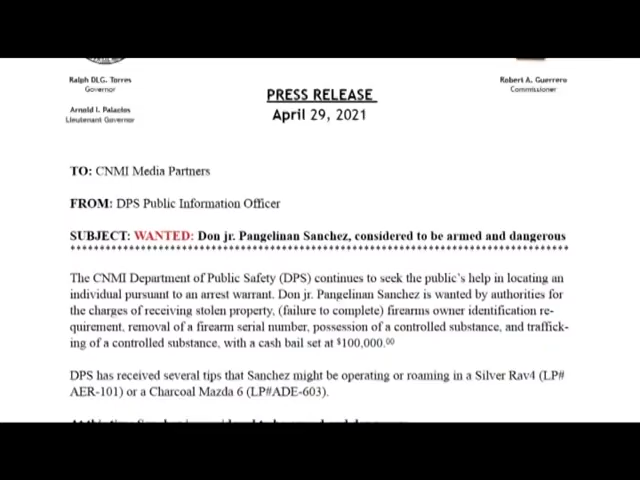 Ralph DLG. Torres
Governor
Arnold I. Palacios
Lieutenant Governor
Robert A. Guerrero
Commissioner
PRESS RELEASE
April 29, 2021
TO: CNMI Media Partners
FROM: DPS Public Information Officer
SUBJECT: WANTED: Don jr. Pangelinan Sanchez, considered to be armed and dangerous
The CNMI Department of Public Safety (DPS) continues to seek the public's help in locating an
individual pursuant to an arrest warrant. Don jr. Pangelinan Sanchez is wanted by authorities for
the charges of receiving stolen property, (failure to complete) firearms owner identification re-
quirement, removal of a firearm serial number, possession of a controlled substance, and traffick-
ing of a controlled substance, with a cash bail set at $100,000.00
DPS has received several tips that Sanchez might be operating or roaming in a Silver Rav4 (LP#
AER-101) or a Charcoal Mazda 6 (LP#ADE-603).